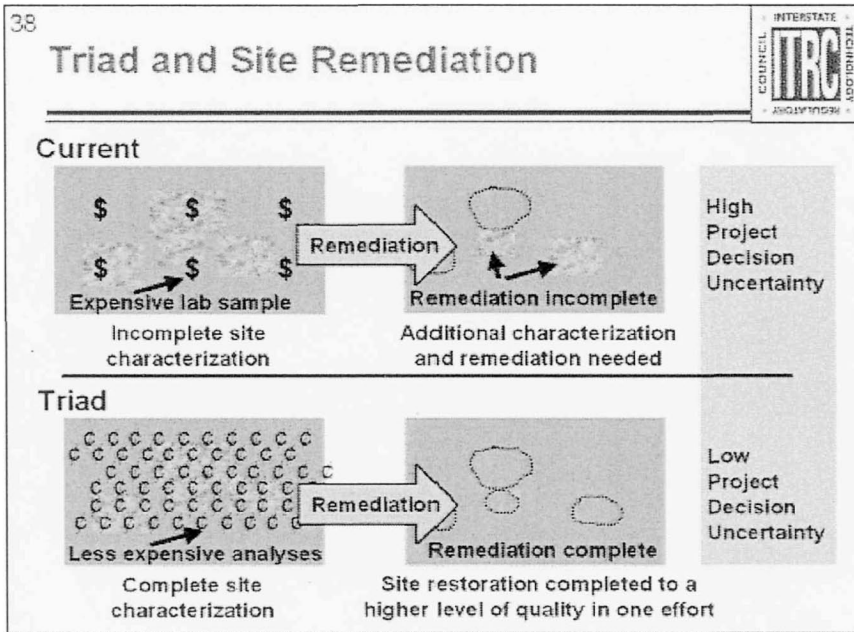 38
Triad and Site Remediation
INTERSTATE
COUNCIL
ITRC
TECHNOLOGY
REGULATORY
Current
$ $ $
$ $ $
Expensive lab sample
Remediation
Remediation incomplete
Incomplete site
characterization
Additional characterization
and remediation needed
High
Project
Decision
Uncertainty
Triad
¢ ¢ ¢ ¢ ¢ ¢ ¢ ¢ ¢ ¢
¢ ¢ ¢ ¢ ¢ ¢ ¢ ¢ ¢ ¢
¢ ¢ ¢ ¢ ¢ ¢ ¢ ¢ ¢ ¢
¢ ¢ ¢ ¢ ¢ ¢ ¢ ¢ ¢ ¢
¢ ¢ ¢ ¢ ¢ ¢ ¢ ¢ ¢ ¢
¢ ¢ ¢ ¢ ¢ ¢ ¢ ¢ ¢ ¢
Less expensive analyses
Remediation
Remediation complete
Complete site
characterization
Site restoration completed to a
higher level of quality in one effort
Low
Project
Decision
Uncertainty